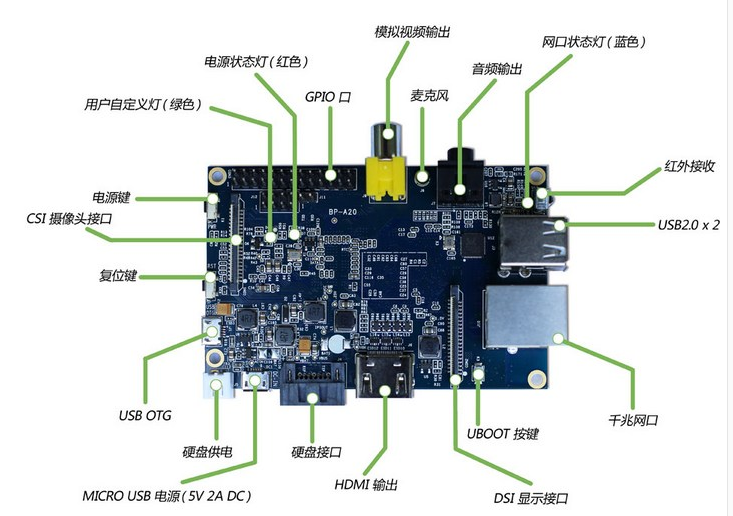 模拟视频输出
网口状态灯(蓝色)
电源状态灯(红色)
音频输出
用户自定义灯(绿色)
GPIO 口
麦克风
红外接收
电源键
CSI 摄像头接口
BP-A20
USB2.0 x 2
复位键
USB OTG
千兆网口
硬盘供电
硬盘接口
UBOOT 按键
MICRO USB 电源(5V 2A DC)
HDMI 输出
DSI 显示接口